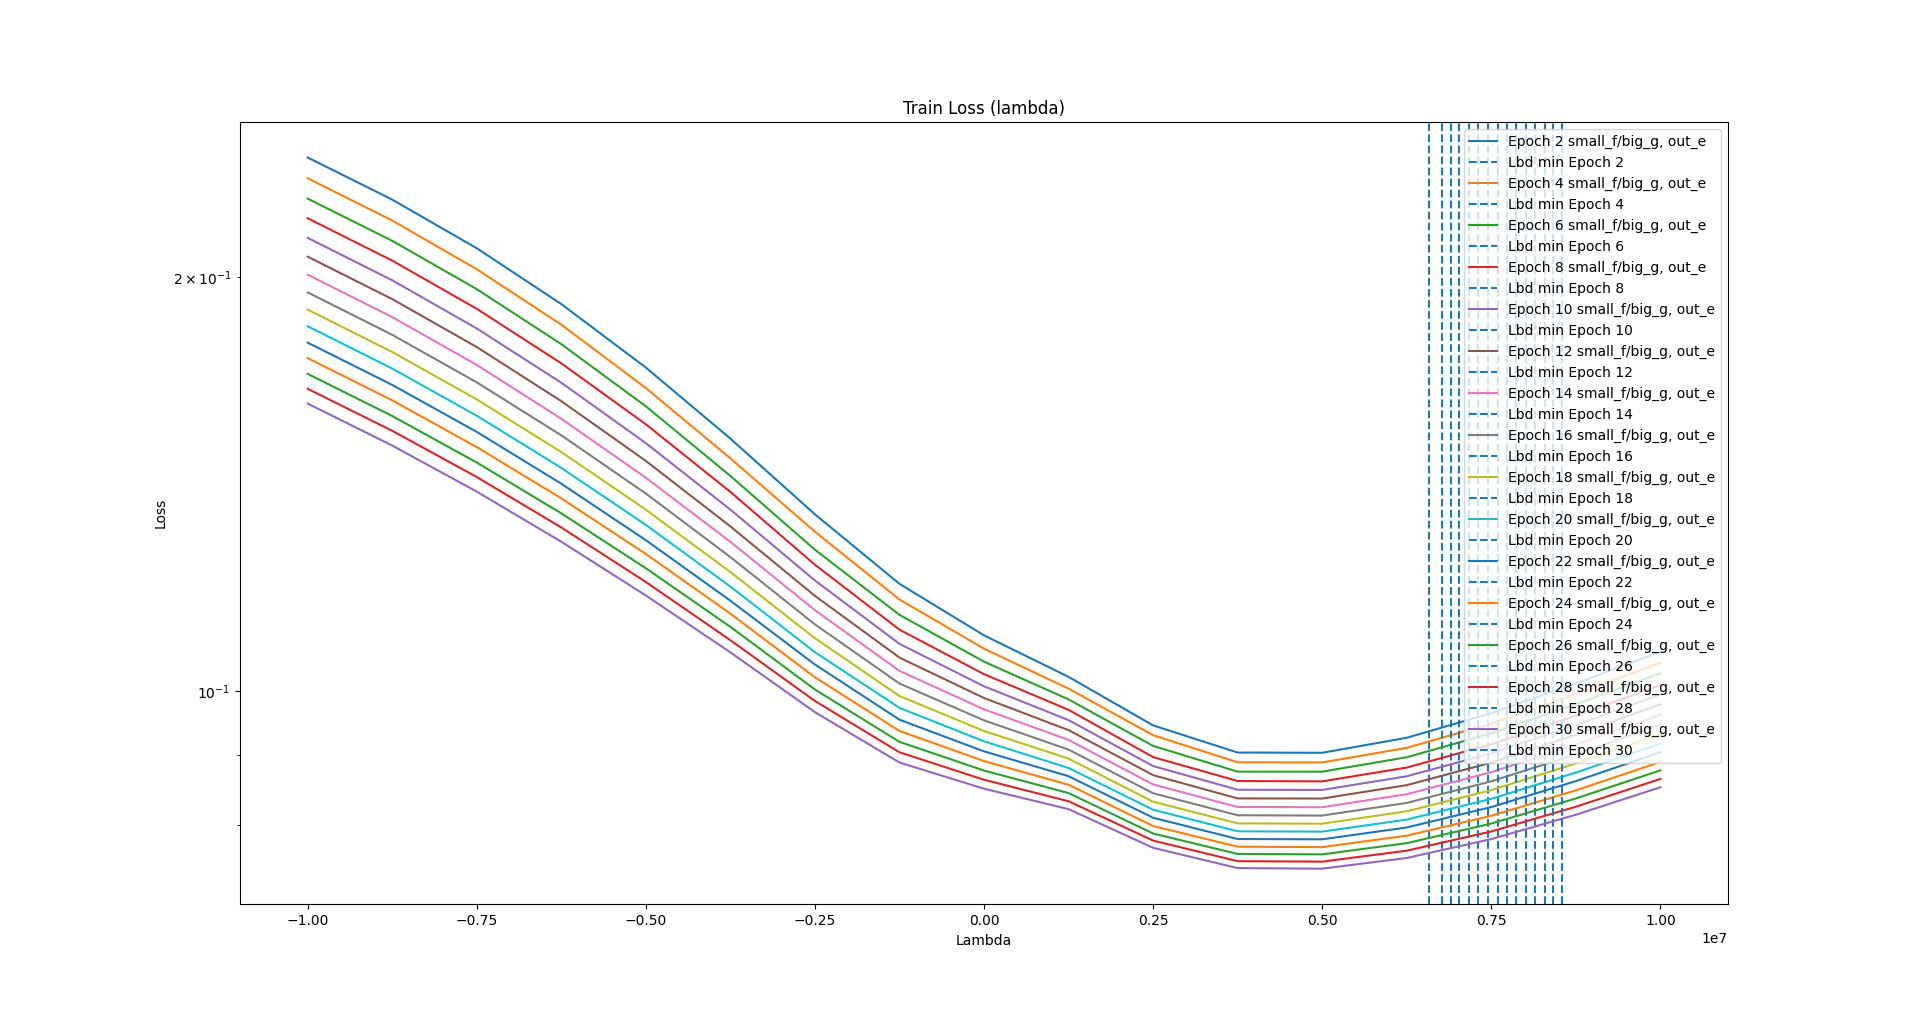 Train Loss (lambda)
Epoch 2 small_f/big_g, out_e
Lbd min Epoch 2
Epoch 4 small_f/big_g, out_e
Lbd min Epoch 4
Epoch 6 small_f/big_g, out_e
Lbd min Epoch 6
Epoch 8 small_f/big_g, out_e
Lbd min Epoch 8
Epoch 10 small_f/big_g, out_e
Lbd min Epoch 10
Epoch 12 small_f/big_g, out_e
Lbd min Epoch 12
Epoch 14 small_f/big_g, out_e
Lbd min Epoch 14
Epoch 16 small_f/big_g, out_e
Lbd min Epoch 16
Epoch 18 small_f/big_g, out_e
Lbd min Epoch 18
Epoch 20 small_f/big_g, out_e
Lbd min Epoch 20
Epoch 22 small_f/big_g, out_e
Lbd min Epoch 22
Epoch 24 small_f/big_g, out_e
Lbd min Epoch 24
Epoch 26 small_f/big_g, out_e
Lbd min Epoch 26
Epoch 28 small_f/big_g, out_e
Lbd min Epoch 28
Epoch 30 small_f/big_g, out_e
Lbd min Epoch 30
2 × 10⁻¹
10⁻¹
Loss
−1.00 −0.75 −0.50 −0.25 0.00 0.25 0.50 0.75 1.00
Lambda
1e7